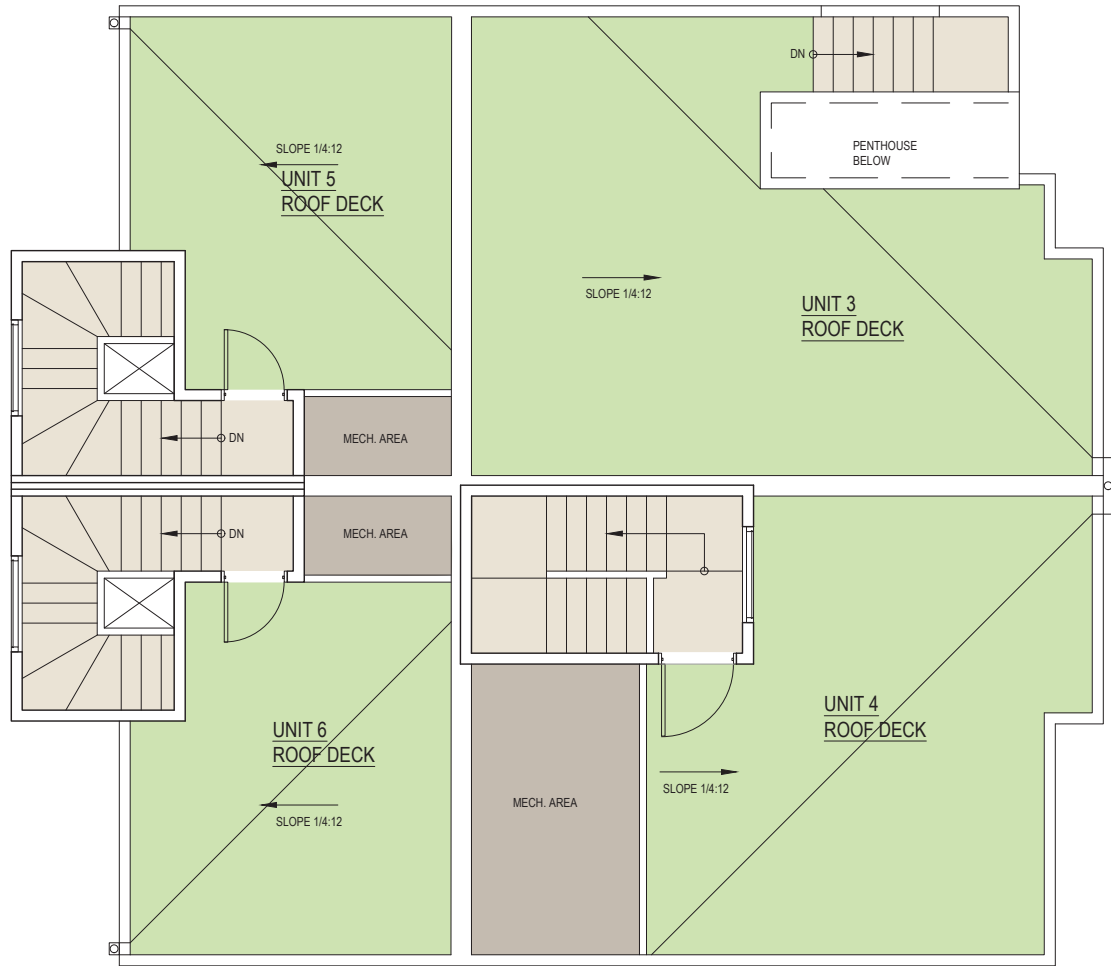 DN
PENTHOUSE
BELOW
SLOPE 1/4:12
UNIT 5
ROOF DECK
SLOPE 1/4:12
UNIT 3
ROOF DECK
DN
MECH. AREA
DN
MECH. AREA
UNIT 6
ROOF DECK
SLOPE 1/4:12
UNIT 4
ROOF DECK
SLOPE 1/4:12
MECH. AREA